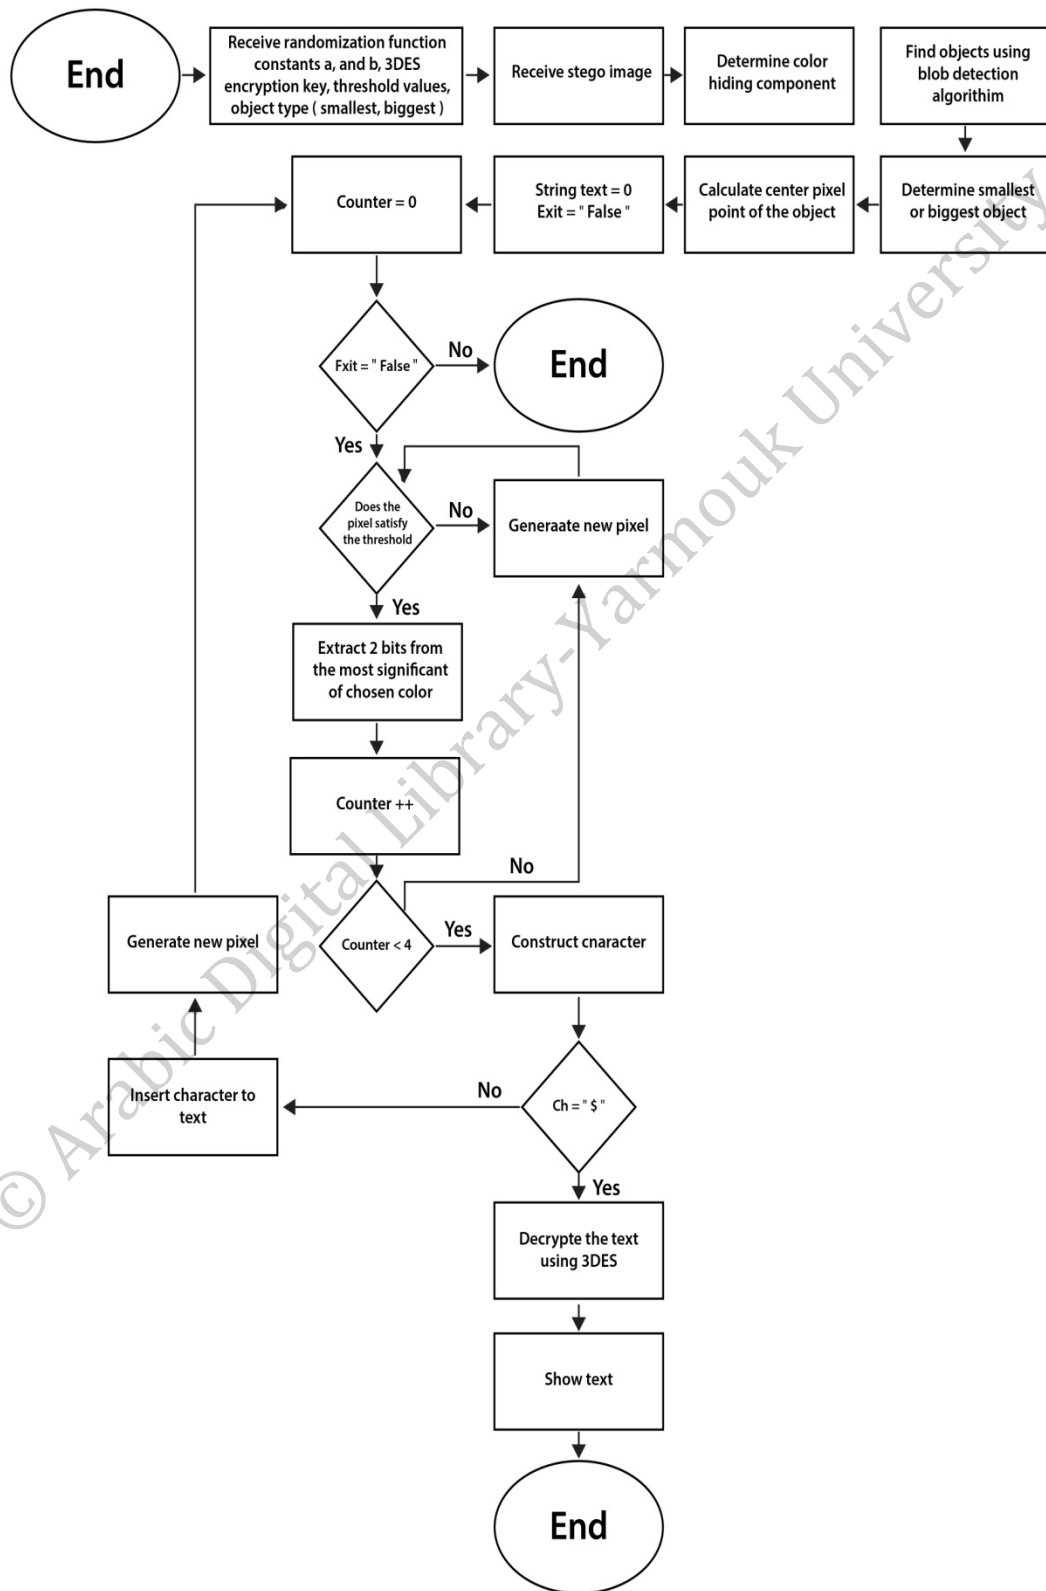 End
Receive randomization function
constants a, and b, 3DES
encryption key, threshold values,
object type ( smallest, biggest )
Receive stego image
Determine color
hiding component
Find objects using
blob detection
algorithim
Counter = 0
String text = 0
Exit = " False "
Calculate center pixel
point of the object
Determine smallest
or biggest object
Fxit = " False "
No
End
Yes
Does the
pixel satisfy
the threshold
No
Generaate new pixel
Yes
Extract 2 bits from
the most significant
of chosen color
Counter ++
No
Generate new pixel
Counter < 4
Yes
Construct cnaracter
Insert character to
text
No
Ch = " $ "
Yes
Decrypte the text
using 3DES
Show text
End
© Arabic Digital Library-Yarmouk University